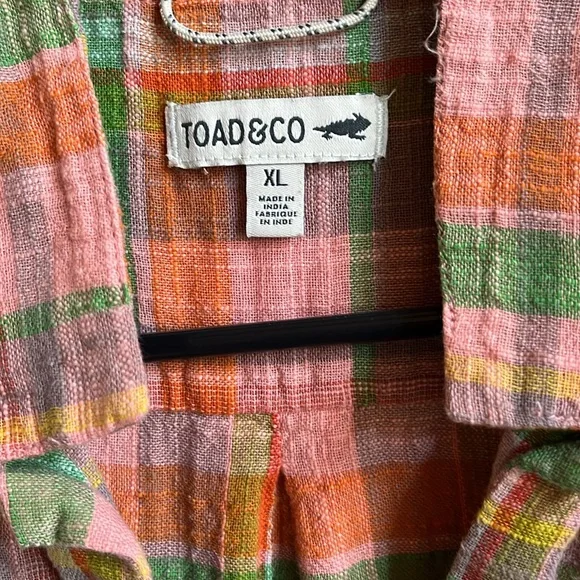 TOAD&CO
XL
MADE IN
INDIA
FABRIQUE
EN INDE